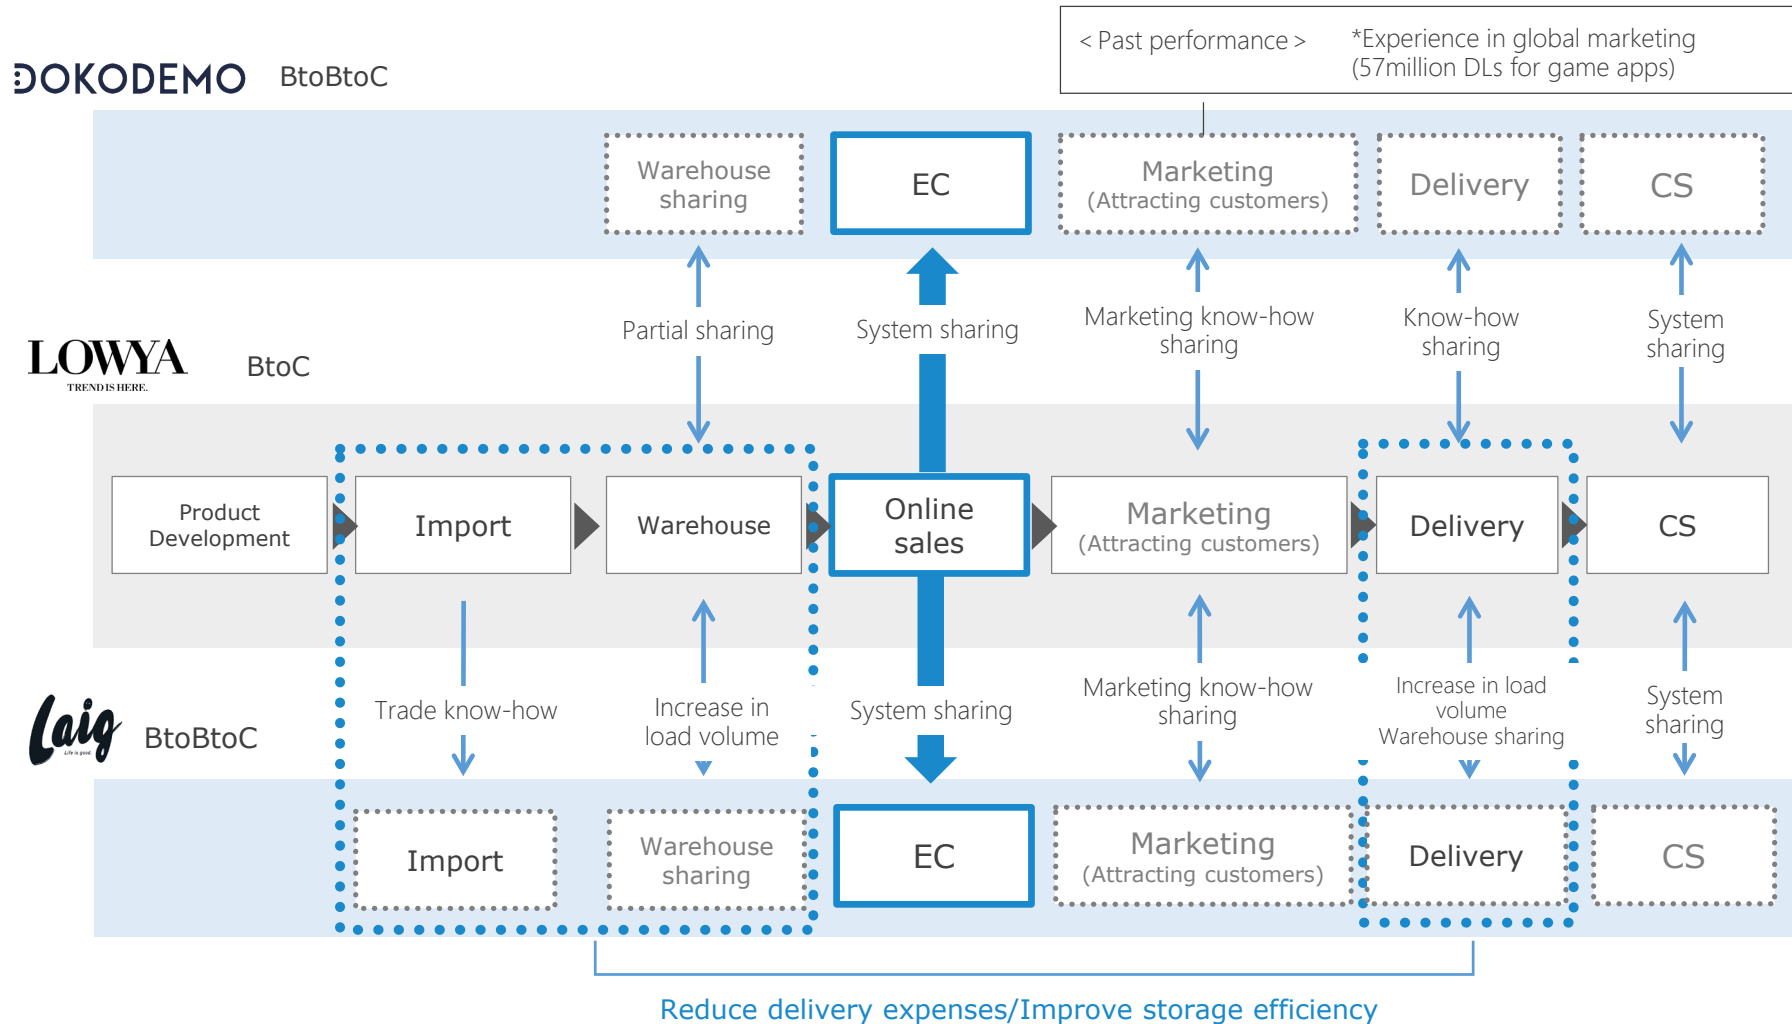 < Past performance >
*Experience in global marketing
(57million DLs for game apps)
DOKODEMO
BtoBtoC
Warehouse
sharing
EC
Marketing
(Attracting customers)
Delivery
CS
Partial sharing
System sharing
Marketing know-how
sharing
Know-how
sharing
System
sharing
LOWYA
TREND IS HERE.
BtoC
Product
Development
Import
Warehouse
Online
sales
Marketing
(Attracting customers)
Delivery
CS
Laig
Life is good.
BtoBtoC
Trade know-how
Increase in
load volume
System sharing
Marketing know-how
sharing
Increase in load
volume
Warehouse sharing
System
sharing
Import
Warehouse
sharing
EC
Marketing
(Attracting customers)
Delivery
CS
Reduce delivery expenses/Improve storage efficiency